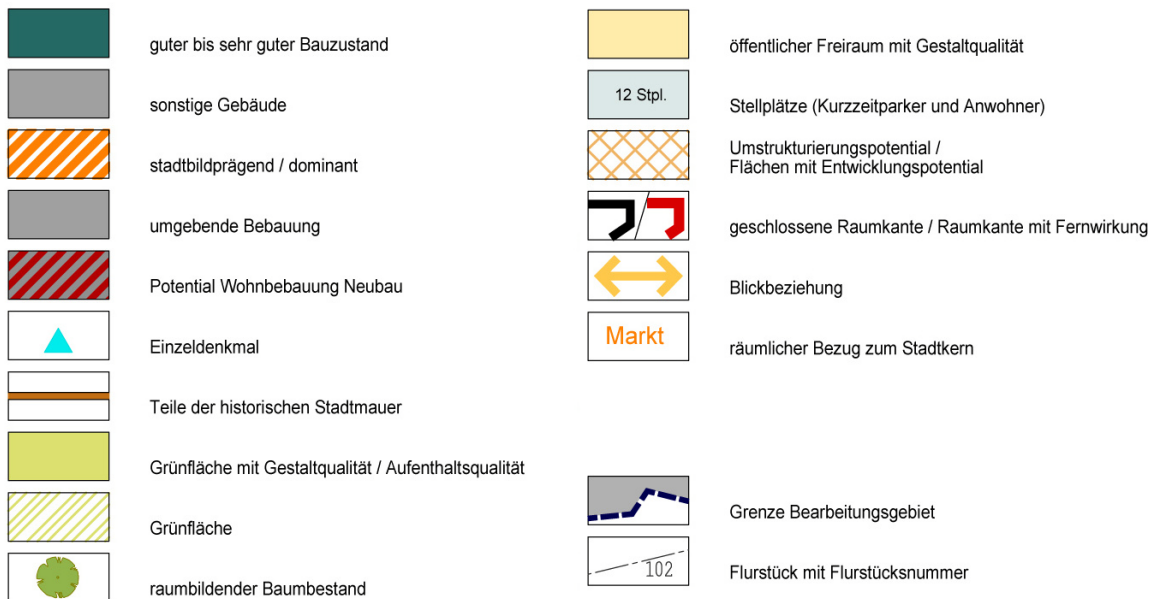 guter bis sehr guter Bauzustand
sonstige Gebäude
stadtbildprägend / dominant
umgebende Bebauung
Potential Wohnbebauung Neubau
Einzeldenkmal
Teile der historischen Stadtmauer
Grünfläche mit Gestaltqualität / Aufenthaltsqualität
Grünfläche
raumbildender Baumbestand
öffentlicher Freiraum mit Gestaltqualität
12 Stpl.
Stellplätze (Kurzzeitparker und Anwohner)
Umstrukturierungspotential /
Flächen mit Entwicklungspotential
geschlossene Raumkante / Raumkante mit Fernwirkung
Blickbeziehung
Markt
räumlicher Bezug zum Stadtkern
Grenze Bearbeitungsgebiet
102
Flurstück mit Flurstücksnummer